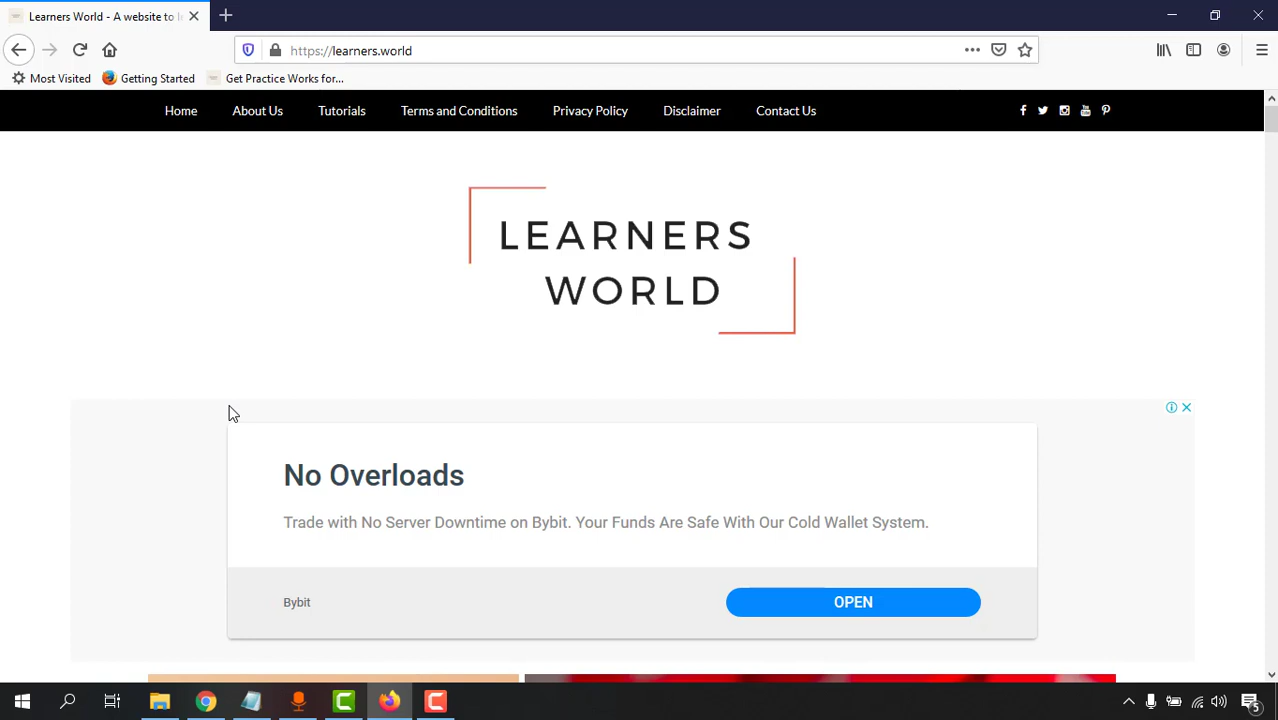 Learners World - A website to l
https://learners.world
Most Visited
Getting Started
Get Practice Works for...
Home
About Us
Tutorials
Terms and Conditions
Privacy Policy
Disclaimer
Contact Us
LEARNERS
WORLD
No Overloads
Trade with No Server Downtime on Bybit. Your Funds Are Safe With Our Cold Wallet System.
Bybit
OPEN
5